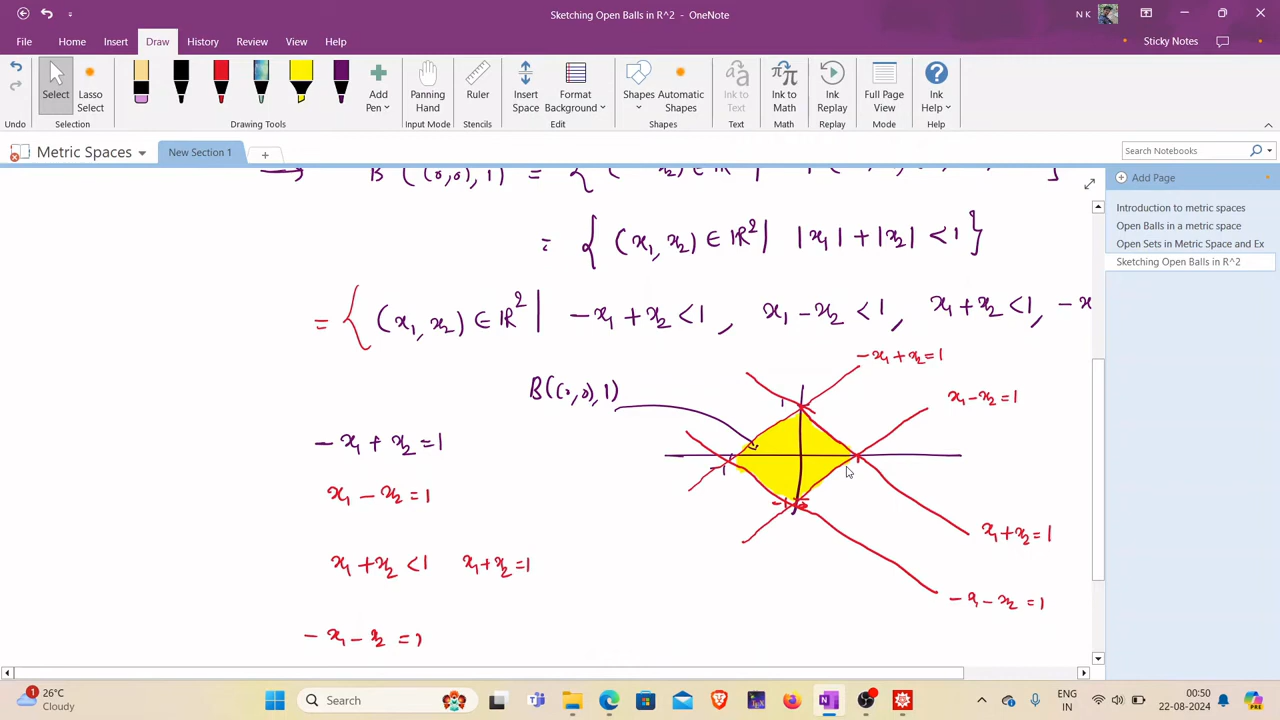 Sketching Open Balls in R^2 - OneNote
N K
File Home Insert Draw History Review View Help
Sticky Notes
Undo
Select
Lasso Select
Add Pen
Panning Hand
Ruler
Insert Space
Format Background
Shapes
Automatic Shapes
Ink to Text
Ink to Math
Ink Replay
Full Page View
Ink Help
Undo Selection Drawing Tools Input Mode Stencils Edit Shapes Text Math Replay Mode Help
Metric Spaces
New Section 1
+
Search Notebooks
Add Page
Introduction to metric spaces
Open Balls in a metric space
Open Sets in Metric Space and Ex
Sketching Open Balls in R^2
B((0,0),1) = {
= { (x₁, x₂) ∈ ℝ² | |x₁| + |x₂| < 1 }
= { (x₁, x₂) ∈ ℝ² | -x₁ + x₂ < 1, x₁ - x₂ < 1, x₁ + x₂ < 1, -x
-x₁ + x₂ = 1
B((0,0),1)
x₁ - x₂ = 1
1
-1
-1
-x₁ + x₂ = 1
x₁ - x₂ = 1
x₁ + x₂ = 1
x₁ + x₂ < 1 x₁ + x₂ = 1
-x₁ - x₂ = 1
26°C
Cloudy
1
Search
ENG
IN
00:50
22-08-2024